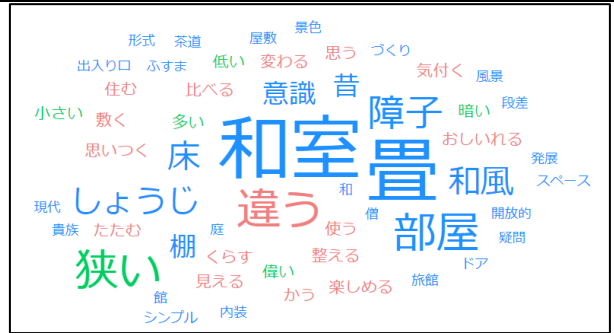 景色
形式 茶道 屋敷 思う づくり
出入り口 ふすま 低い 変わる 気付く 風景
住む 比べる 意識 昔
小さい 敷く 多い 和室 畳 障子 暗い 段差
思いつく 床 おしいれる
和風 発展 スペース
現代 しょうじ 違う 和 僧 部屋 開放的
貴族 たたむ 棚 庭 使う 疑問
狭い くらす 偉い 整える ドア
見える かう 楽しめる 旅館
館
シンプル 内装